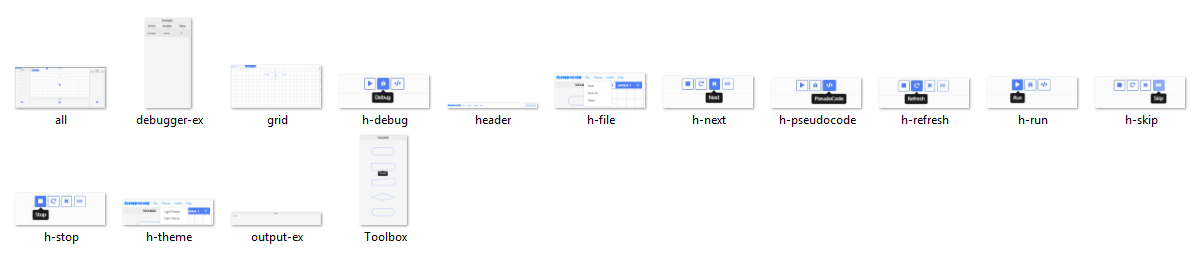 all
debugger-ex
grid
h-debug
header
h-file
h-next
h-pseudocode
h-refresh
h-run
h-skip
h-stop
h-theme
output-ex
Toolbox
Debug
Next
PseudoCode
Refresh
Run
Skip
Stop